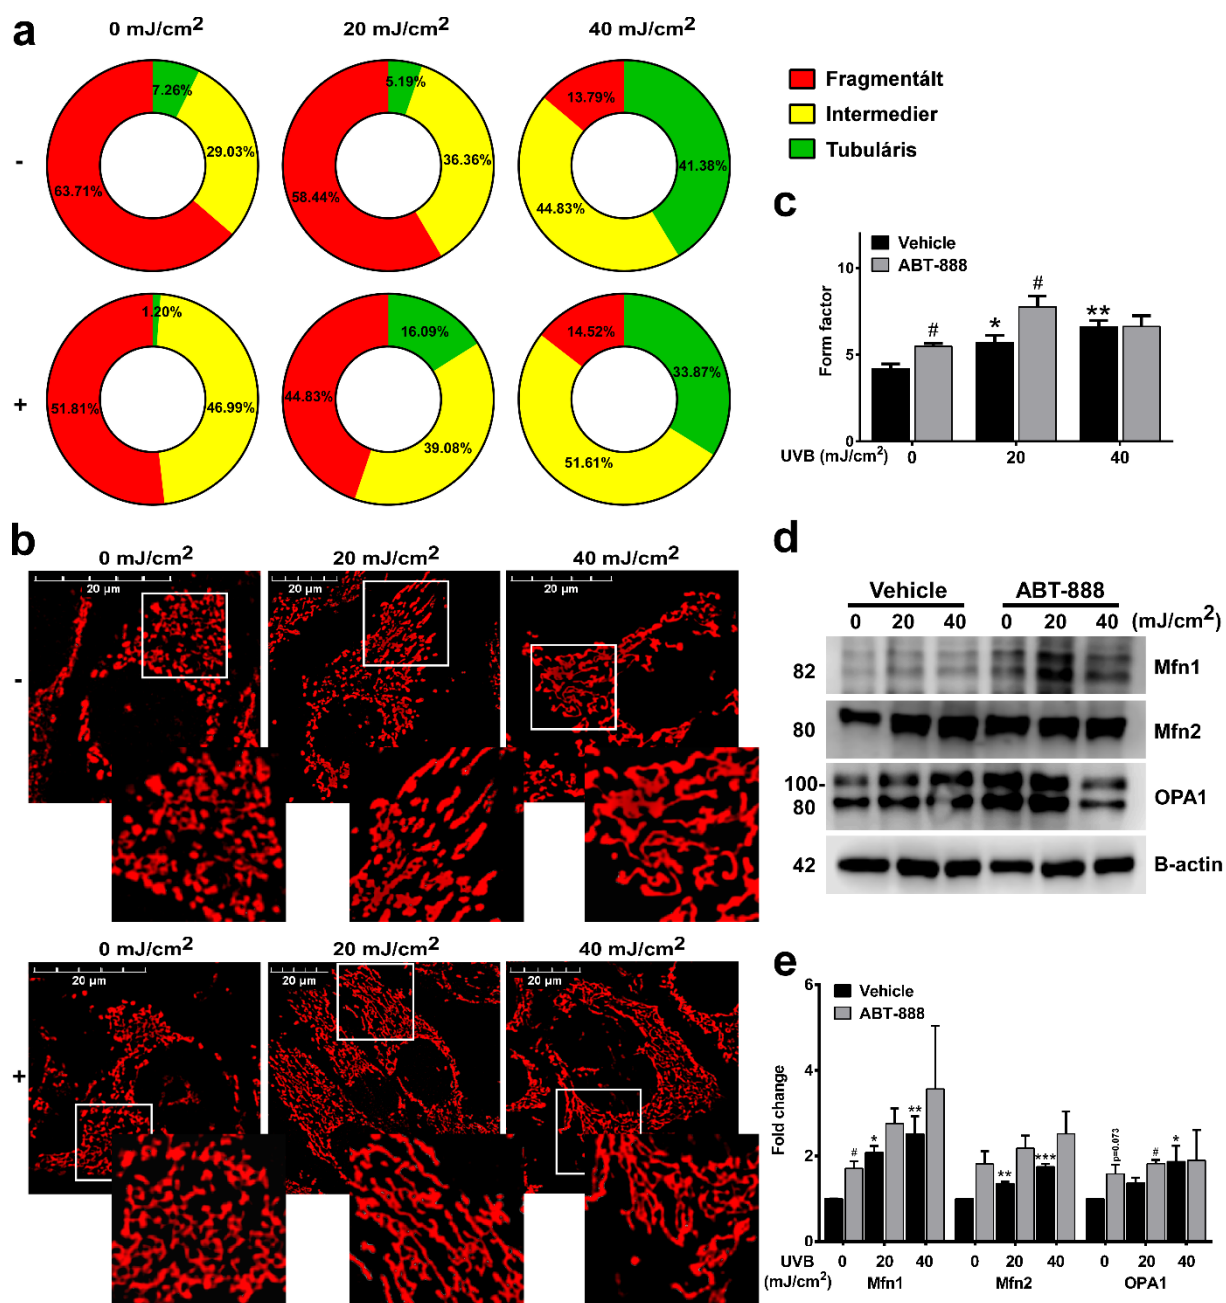 a
0 mJ/cm²
20 mJ/cm²
40 mJ/cm²
-
7.26%
29.03%
63.71%
5.19%
36.36%
58.44%
13.79%
41.38%
44.83%
Fragmentált
Intermedier
Tubuláris
+
1.20%
46.99%
51.81%
16.09%
39.08%
44.83%
14.52%
33.87%
51.61%
c
Vehicle
ABT-888
Form factor
10
5
0
#
*
#
**
UVB (mJ/cm²)
0
20
40
b
0 mJ/cm²
20 mJ/cm²
40 mJ/cm²
-
20 µm
20 µm
20 µm
0 mJ/cm²
20 mJ/cm²
40 mJ/cm²
+
20 µm
20 µm
20 µm
d
Vehicle
ABT-888
0 20 40 0 20 40 (mJ/cm²)
82 Mfn1
80 Mfn2
100-
80
OPA1
42 B-actin
e
Vehicle
ABT-888
Fold change
6
4
2
0
#
*
**
**
***
p=0.073
#
*
UVB
(mJ/cm²)
0 20 40 0 20 40 0 20 40
Mfn1 Mfn2 OPA1